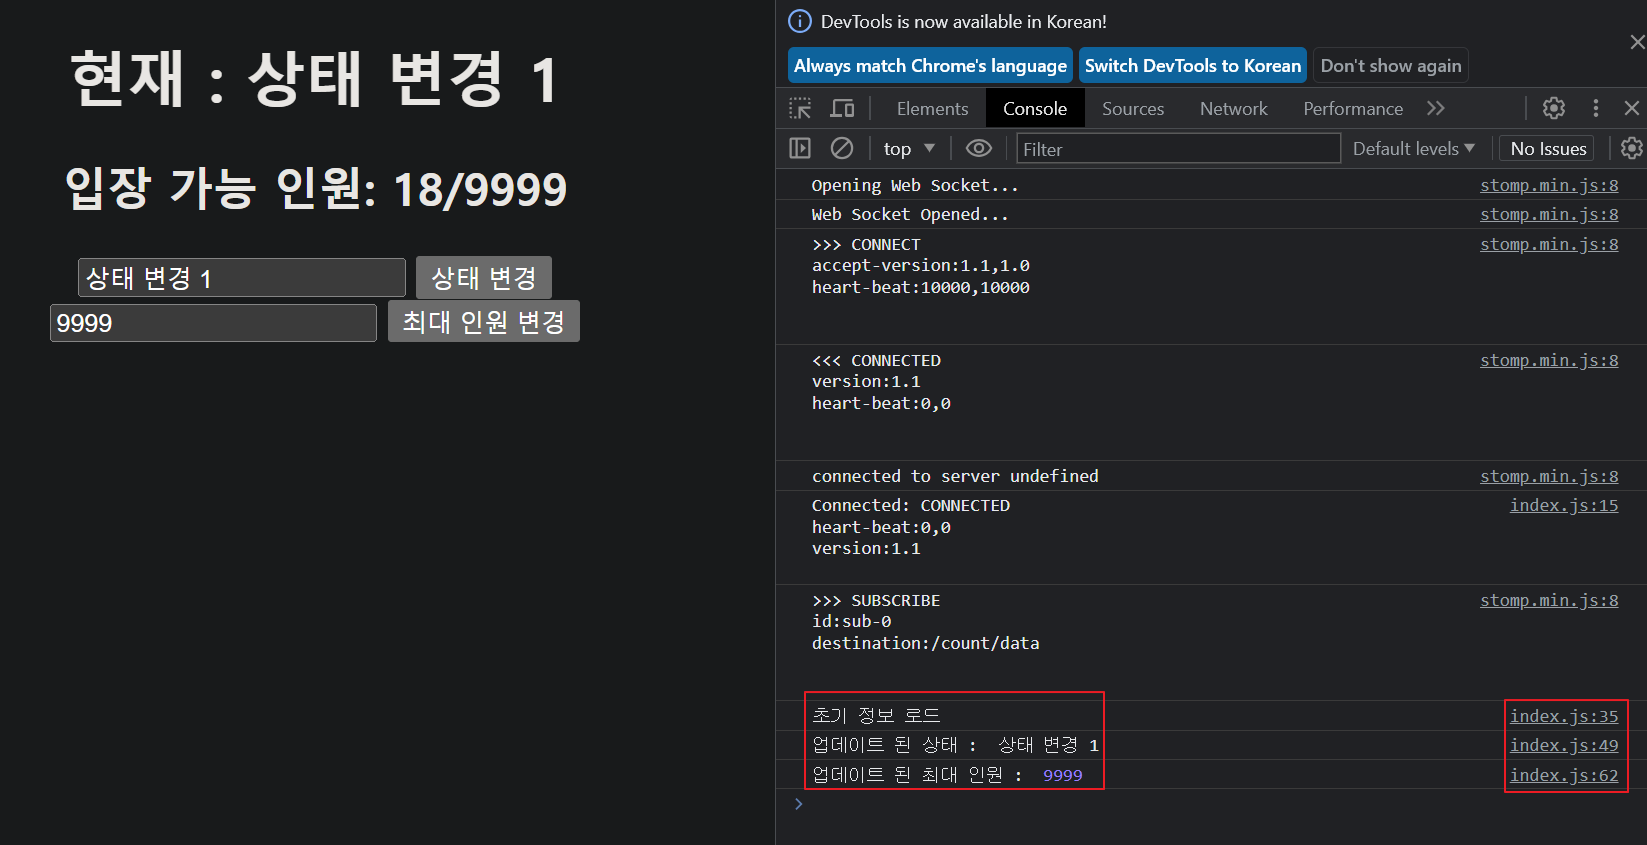 현재 : 상태 변경 1
입장 가능 인원: 18/9999
상태 변경 1
상태 변경
9999
최대 인원 변경
DevTools is now available in Korean!
Always match Chrome's language
Switch DevTools to Korean
Don't show again
Elements
Console
Sources
Network
Performance
top
Filter
Default levels
No Issues
Opening Web Socket... stomp.min.js:8
Web Socket Opened... stomp.min.js:8
>>> CONNECT stomp.min.js:8
accept-version:1.1,1.0
heart-beat:10000,10000
<<< CONNECTED stomp.min.js:8
version:1.1
heart-beat:0,0
connected to server undefined stomp.min.js:8
Connected: CONNECTED index.js:15
heart-beat:0,0
version:1.1
>>> SUBSCRIBE stomp.min.js:8
id:sub-0
destination:/count/data
초기 정보 로드 index.js:35
업데이트 된 상태 : 상태 변경 1 index.js:49
업데이트 된 최대 인원 : 9999 index.js:62